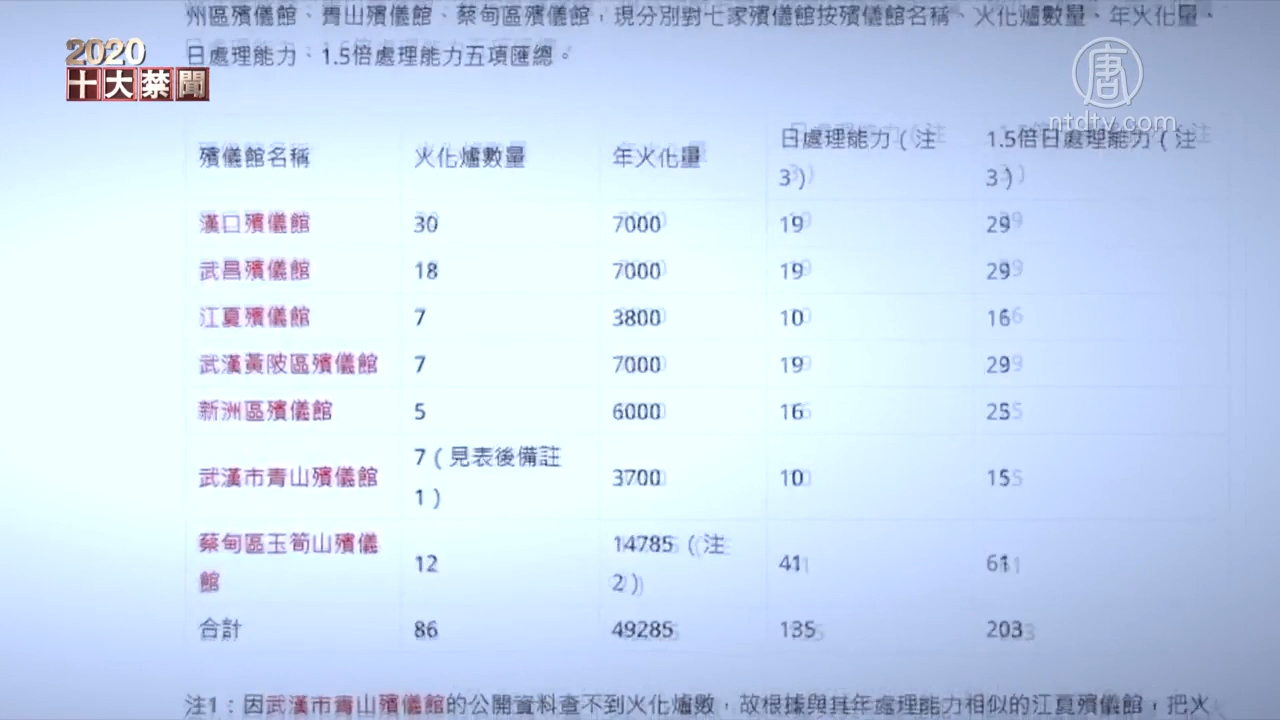 州區殯儀館、青山殯儀館、蔡甸區殯儀館，現分別對七家殯儀館按殯儀館名稱、火化爐數量、年火化量、
日處理能力、1.5倍處理能力五項匯總。
2020
十大禁聞
唐
ntdtv.com
殯儀館名稱 火化爐數量 年火化量 日處理能力（注3） 1.5倍日處理能力（注3）
漢口殯儀館 30 7000 19 29
武昌殯儀館 18 7000 19 29
江夏殯儀館 7 3800 10 16
武漢黃陂區殯儀館 7 7000 19 29
新洲區殯儀館 5 6000 16 25
武漢市青山殯儀館 7（見表後備註1） 3700 10 15
蔡甸區玉筍山殯儀館 12 14785（注2） 41 61
合計 86 49285 135 203
注1：因武漢市青山殯儀館的公開資料查不到火化爐數，故根據與其年處理能力相似的江夏殯儀館，把火